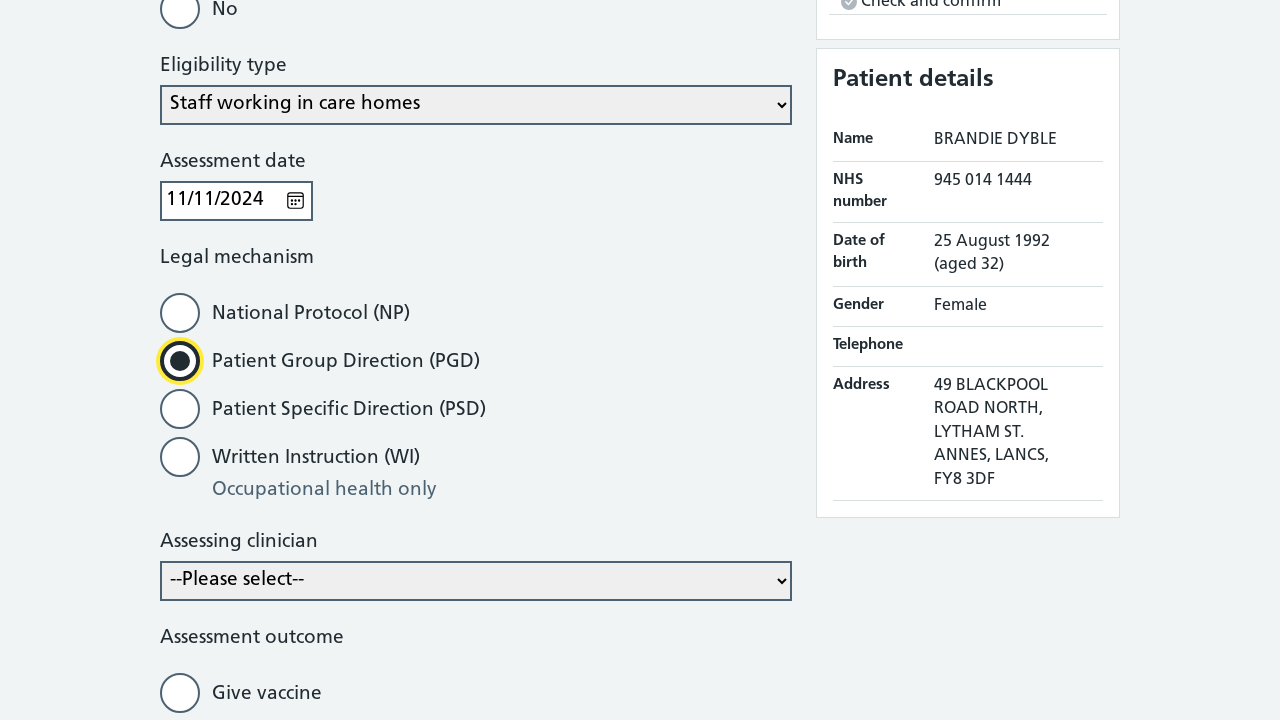 No
Eligibility type
Staff working in care homes
Assessment date
11/11/2024
Legal mechanism
National Protocol (NP)
Patient Group Direction (PGD)
Patient Specific Direction (PSD)
Written Instruction (WI)
Occupational health only
Assessing clinician
--Please select--
Assessment outcome
Give vaccine
Check and confirm
Patient details
Name BRANDIE DYBLE
NHS number 945 014 1444
Date of birth 25 August 1992 (aged 32)
Gender Female
Telephone
Address 49 BLACKPOOL
ROAD NORTH,
LYTHAM ST.
ANNES, LANCS,
FY8 3DF